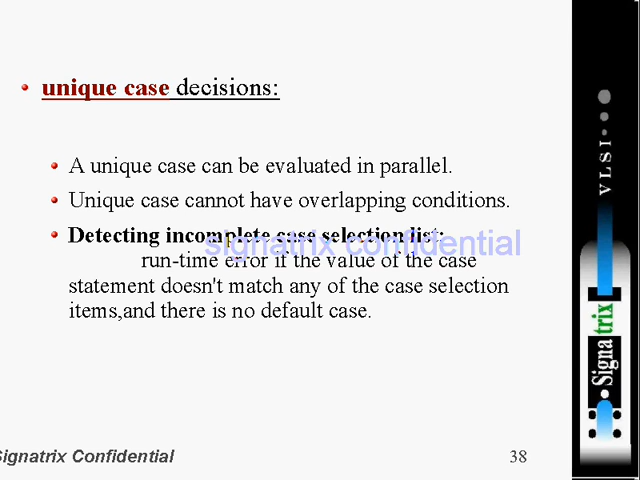 unique case decisions:
A unique case can be evaluated in parallel.
Unique case cannot have overlapping conditions.
Detecting incomplete case selection list:
signatrix confidential
run-time error if the value of the case
statement doesn't match any of the case selection
items,and there is no default case.
VLSI
Signatrix
ignatrix Confidential
38